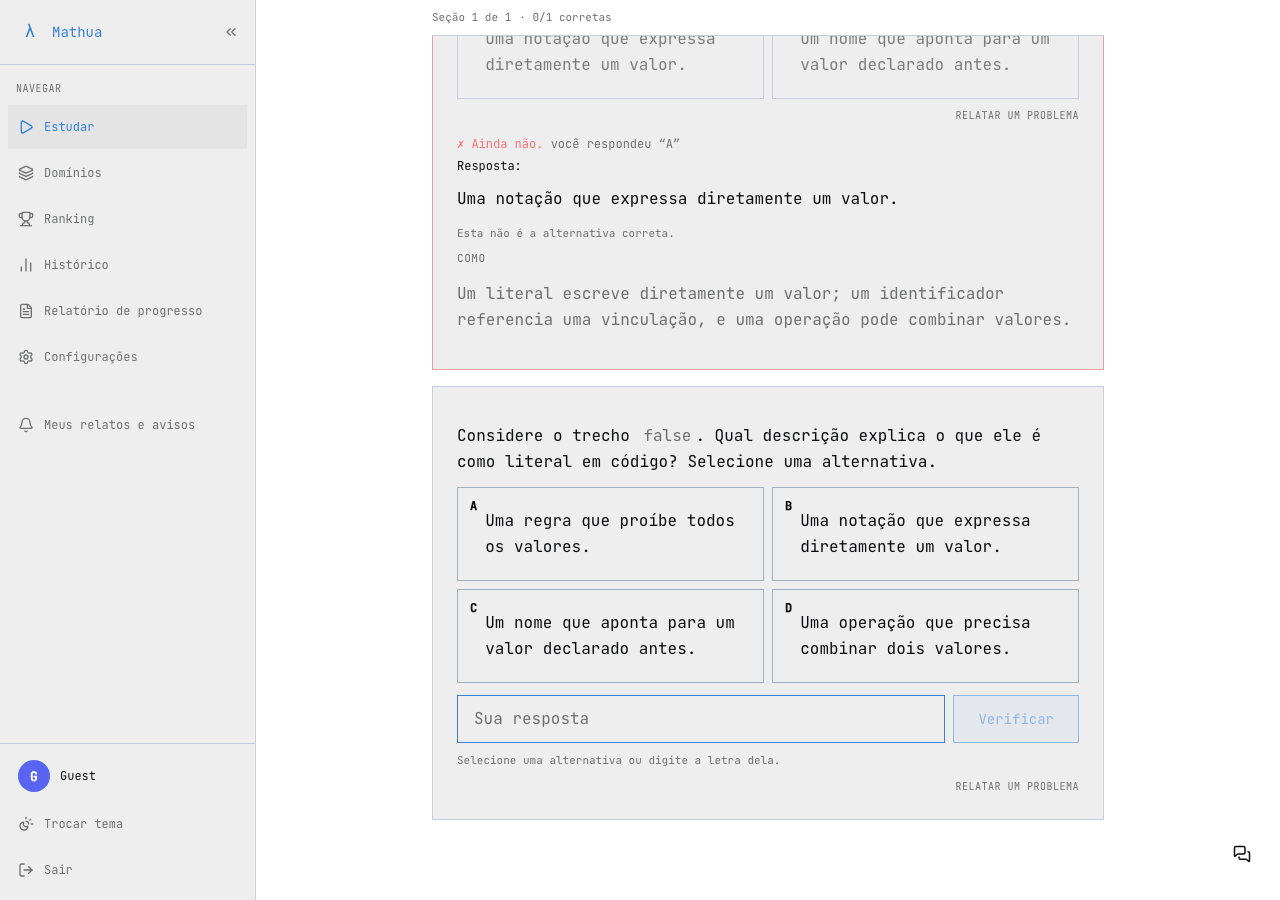 λ Mathua
NAVEGAR
Estudar
Domínios
Ranking
Histórico
Relatório de progresso
Configurações
Meus relatos e avisos
G Guest
Trocar tema
Sair
Seção 1 de 1 · 0/1 corretas
Uma notação que expressa
diretamente um valor.
Um nome que aponta para um
valor declarado antes.
RELATAR UM PROBLEMA
✗ Ainda não. você respondeu “A”
Resposta:
Uma notação que expressa diretamente um valor.
Esta não é a alternativa correta.
COMO
Um literal escreve diretamente um valor; um identificador
referencia uma vinculação, e uma operação pode combinar valores.
Considere o trecho false. Qual descrição explica o que ele é
como literal em código? Selecione uma alternativa.
A
Uma regra que proíbe todos
os valores.
B
Uma notação que expressa
diretamente um valor.
C
Um nome que aponta para um
valor declarado antes.
D
Uma operação que precisa
combinar dois valores.
Sua resposta
Verificar
Selecione uma alternativa ou digite a letra dela.
RELATAR UM PROBLEMA